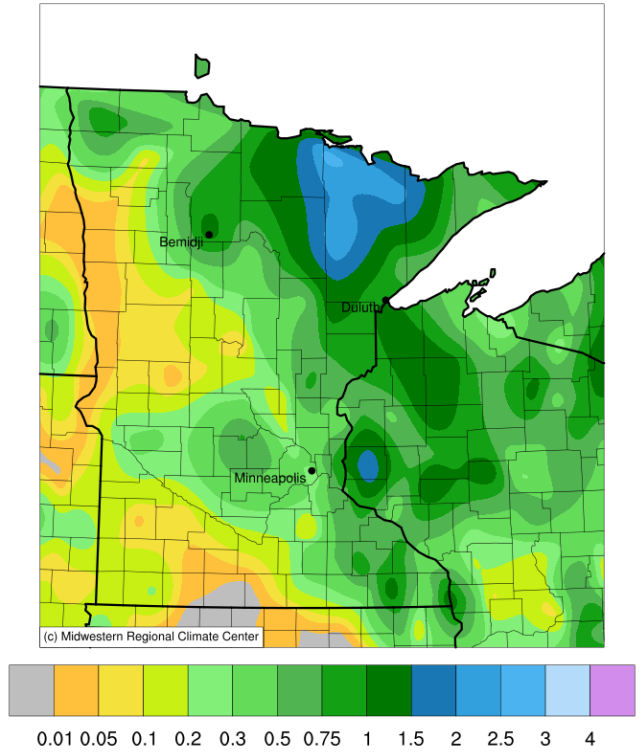 Bemidji
Duluth
Minneapolis
(c) Midwestern Regional Climate Center
0.01 0.05 0.1 0.2 0.3 0.5 0.75 1 1.5 2 2.5 3 4